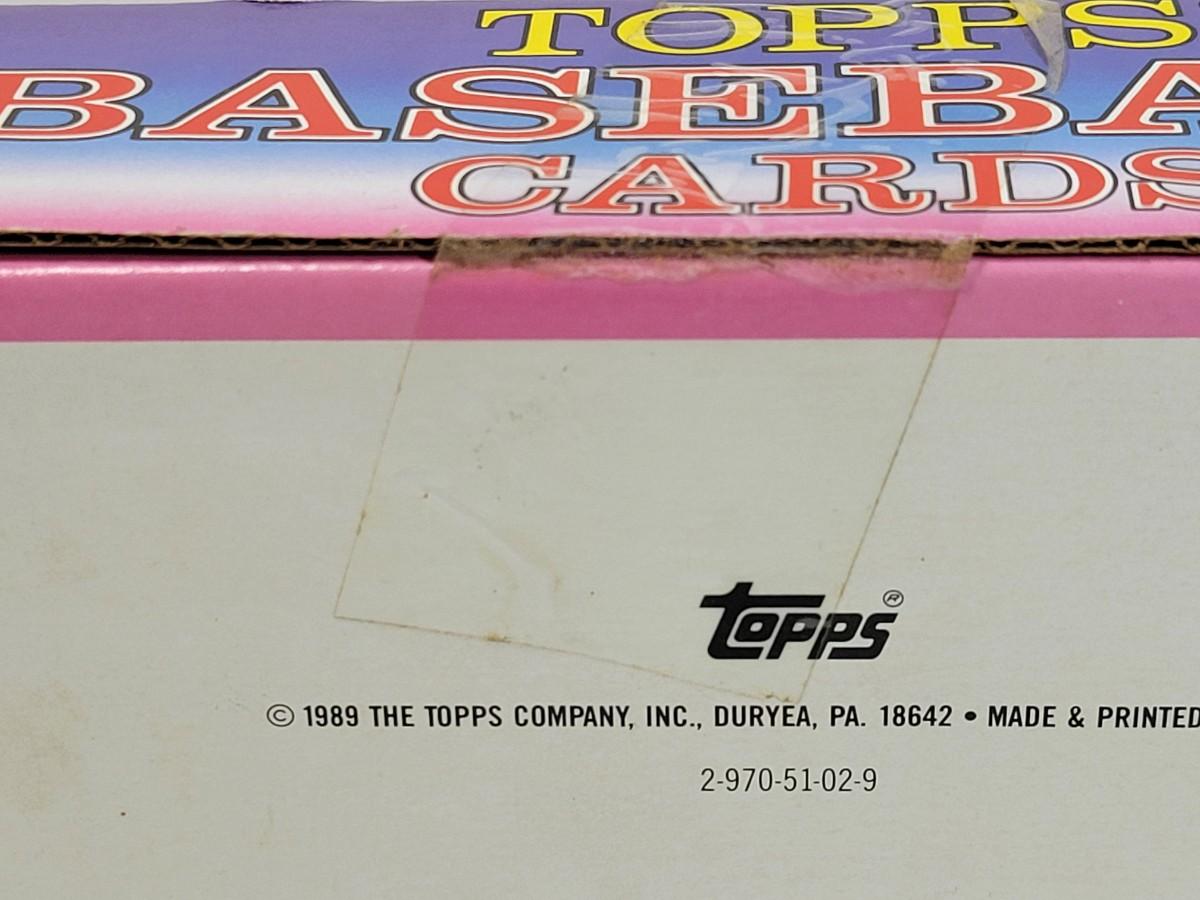 TOPPS
BASEBA
CARDS
topps®
© 1989 THE TOPPS COMPANY, INC., DURYEA, PA. 18642 • MADE & PRINTED
2-970-51-02-9